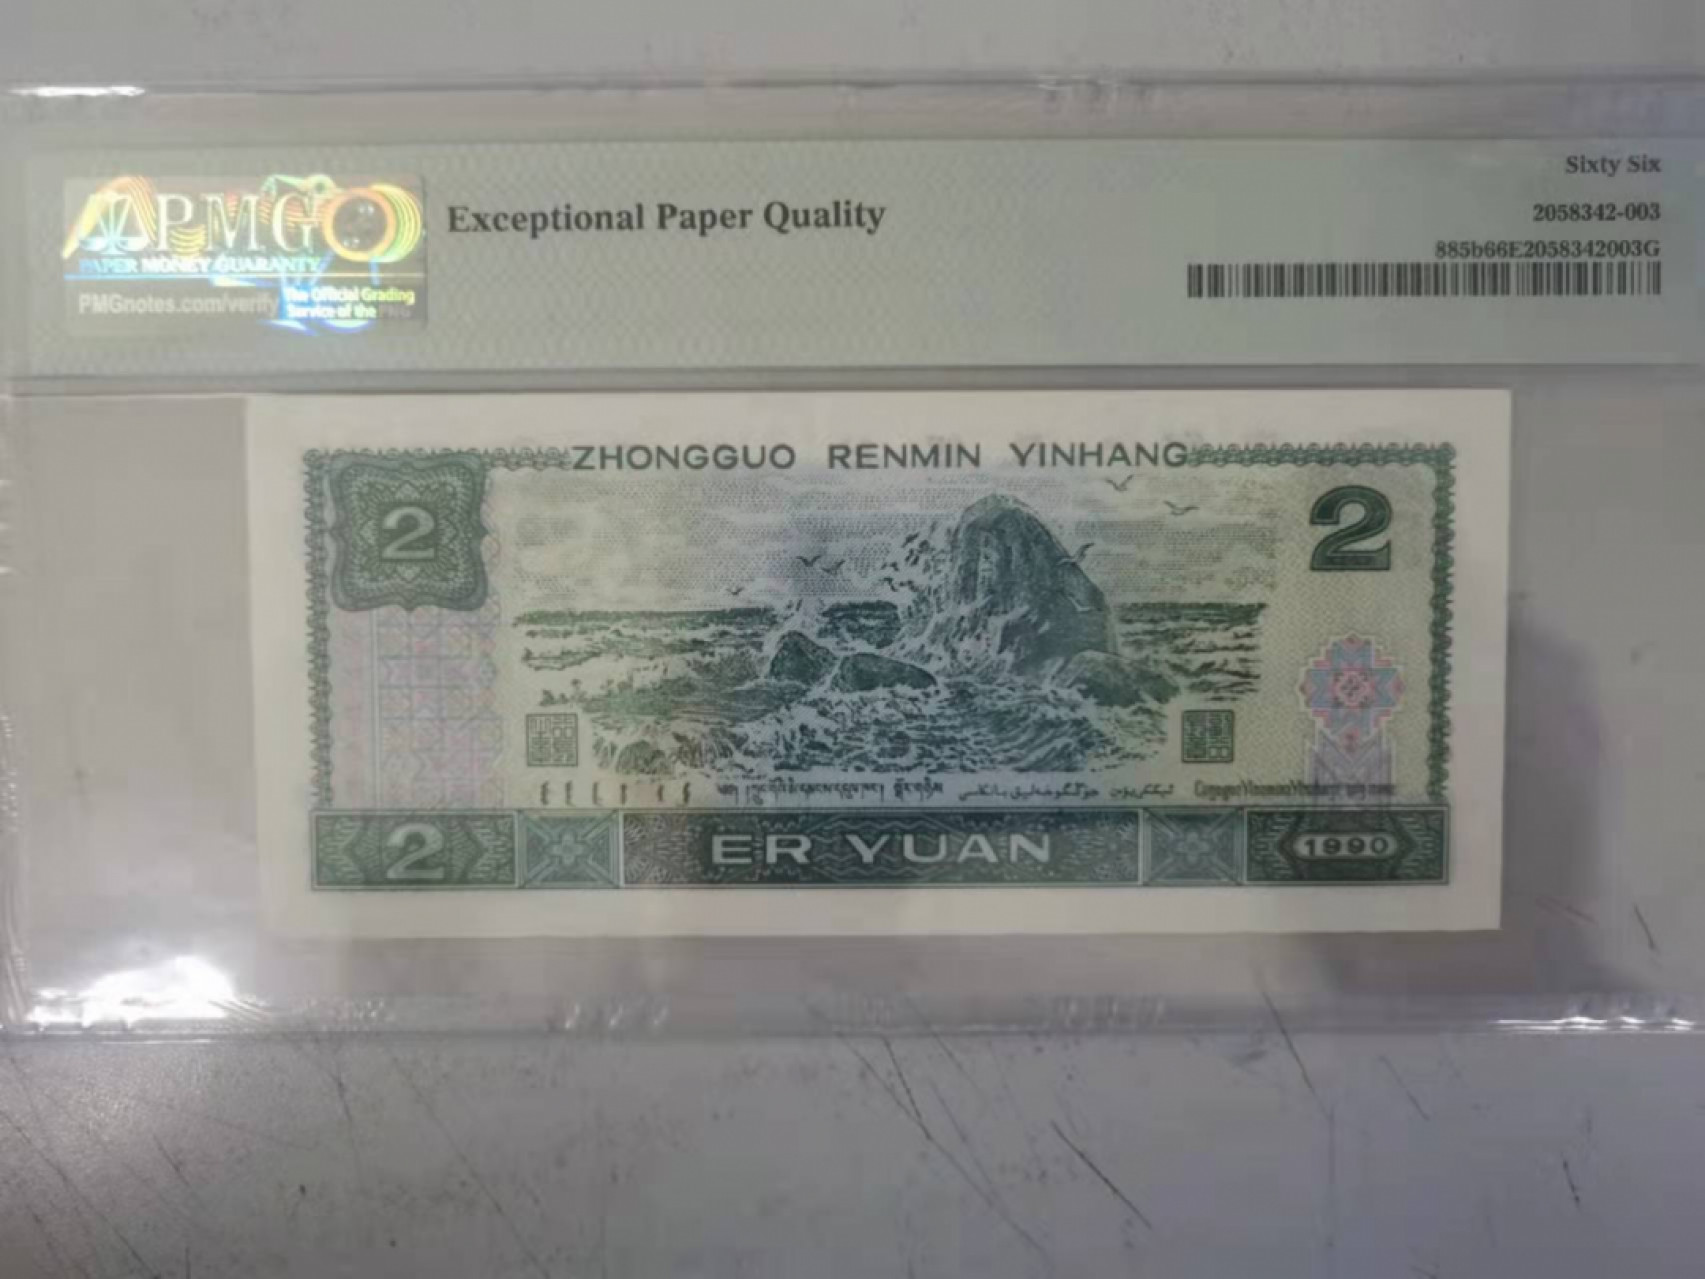 PMG
PAPER MONEY GUARANTY
PMGnotes.com/verify
The Official Grading
Service of the PNG
Exceptional Paper Quality
Sixty Six
2058342-003
885b66E2058342003G
ZHONGGUO RENMIN YINHANG
2
2
2
ER YUAN
1990